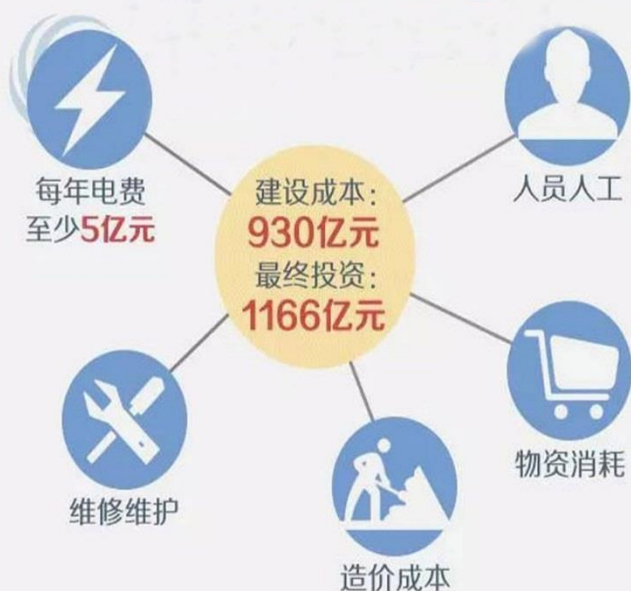 每年电费
至少5亿元
建设成本：
930亿元
最终投资：
1166亿元
人员人工
维修维护
物资消耗
造价成本